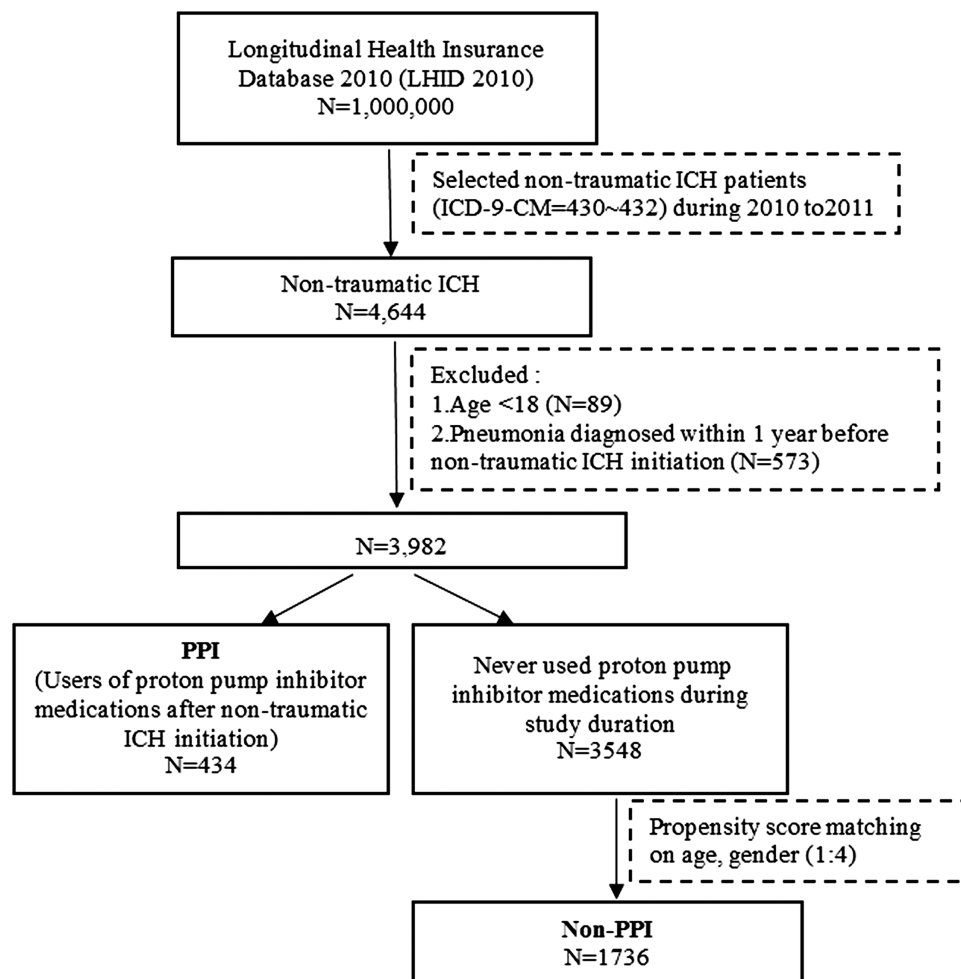 Longitudinal Health Insurance
Database 2010 (LHID 2010)
N=1,000,000
Selected non-traumatic ICH patients
(ICD-9-CM=430~432) during 2010 to2011
Non-traumatic ICH
N=4,644
Excluded :
1.Age <18 (N=89)
2.Pneumonia diagnosed within 1 year before
non-traumatic ICH initiation (N=573)
N=3,982
PPI
(Users of proton pump inhibitor
medications after non-traumatic
ICH initiation)
N=434
Never used proton pump
inhibitor medications during
study duration
N=3548
Propensity score matching
on age, gender (1:4)
Non-PPI
N=1736